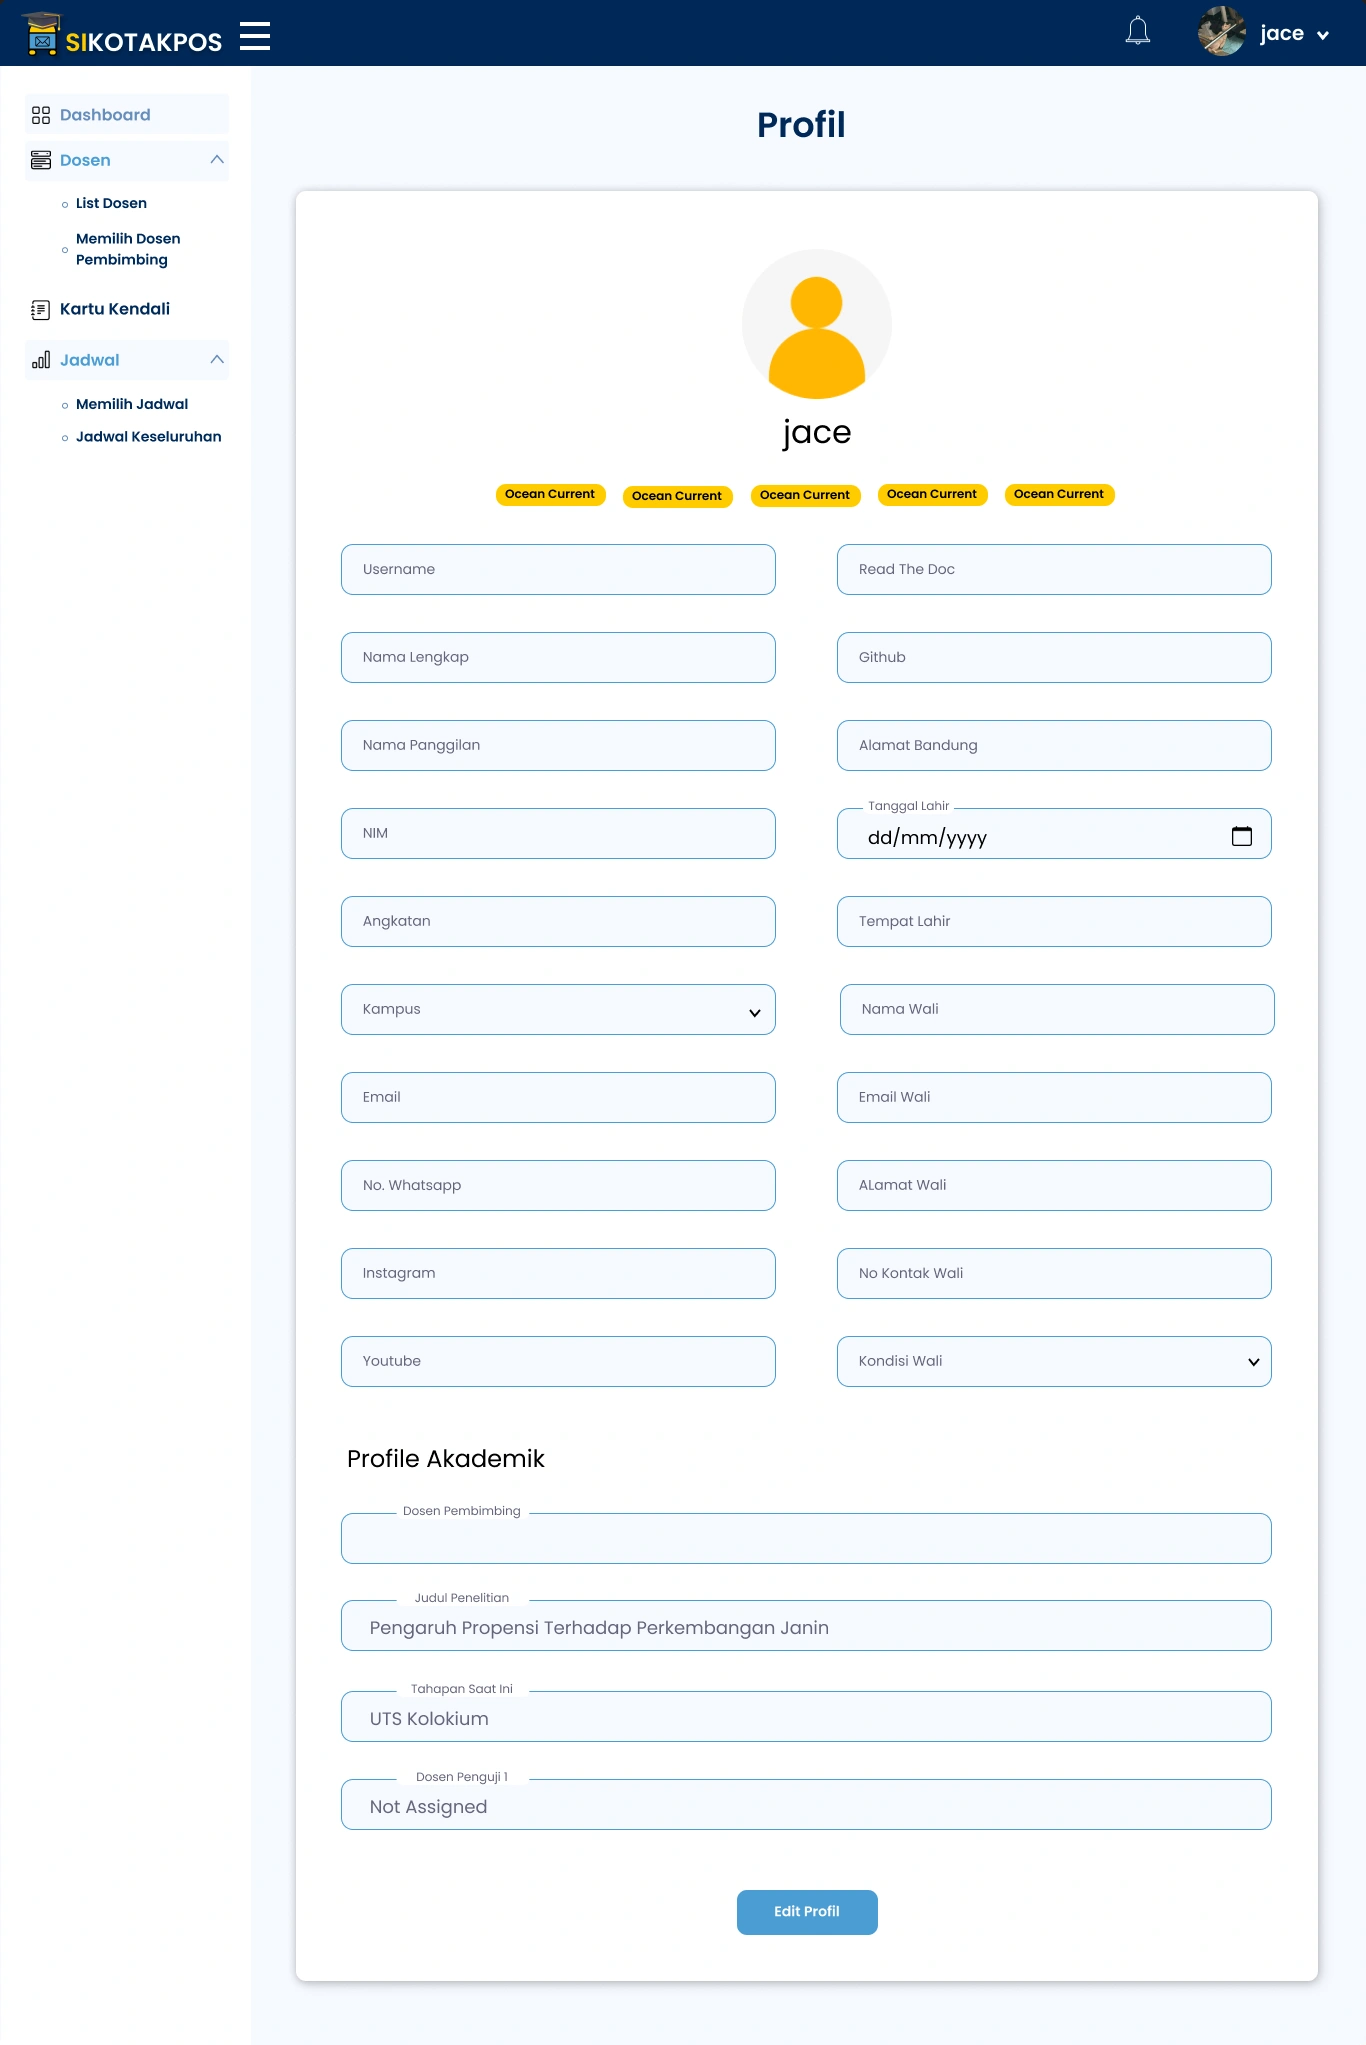 SIKOTAKPOS
jace
Dashboard
Dosen
List Dosen
Memilih Dosen
Pembimbing
Kartu Kendali
Jadwal
Memilih Jadwal
Jadwal Keseluruhan
Profil
jace
Ocean Current
Ocean Current
Ocean Current
Ocean Current
Ocean Current
Username
Read The Doc
Nama Lengkap
Github
Nama Panggilan
Alamat Bandung
NIM
Tanggal Lahir
dd/mm/yyyy
Angkatan
Tempat Lahir
Kampus
Nama Wali
Email
Email Wali
No. Whatsapp
ALamat Wali
Instagram
No Kontak Wali
Youtube
Kondisi Wali
Profile Akademik
Dosen Pembimbing
Judul Penelitian
Pengaruh Propensi Terhadap Perkembangan Janin
Tahapan Saat Ini
UTS Kolokium
Dosen Penguji 1
Not Assigned
Edit Profil